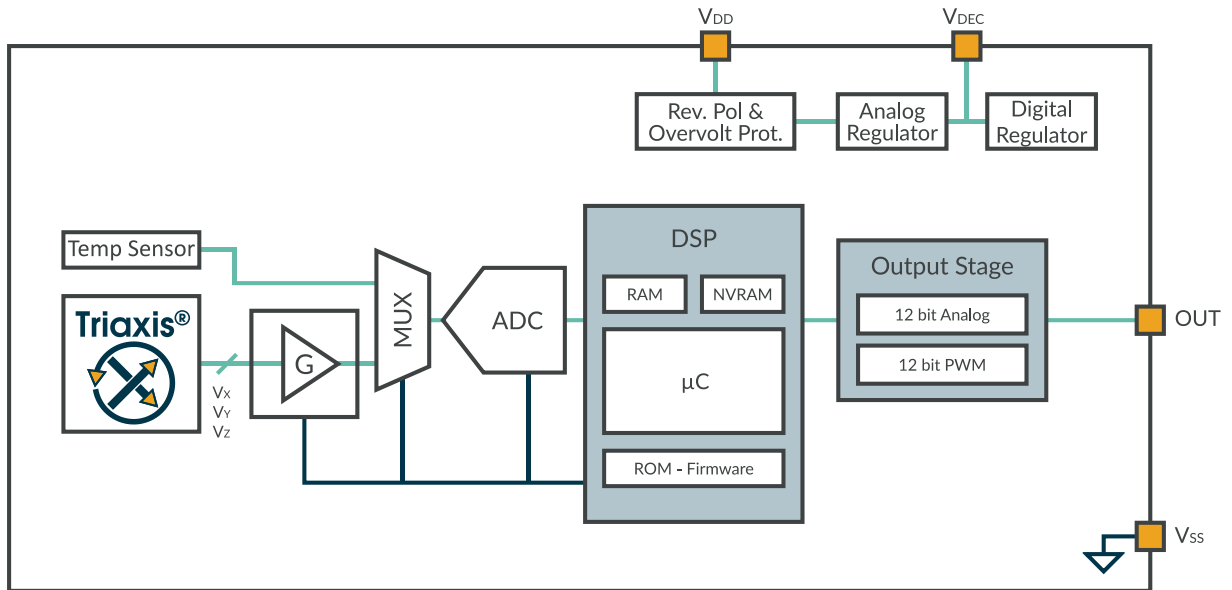 VDD
VDEC
Rev. Pol &
Overvolt Prot.
Analog
Regulator
Digital
Regulator
Temp Sensor
Triaxis®
VX
VY
VZ
G
MUX
ADC
DSP
RAM
NVRAM
µC
ROM - Firmware
Output Stage
12 bit Analog
12 bit PWM
OUT
VSS